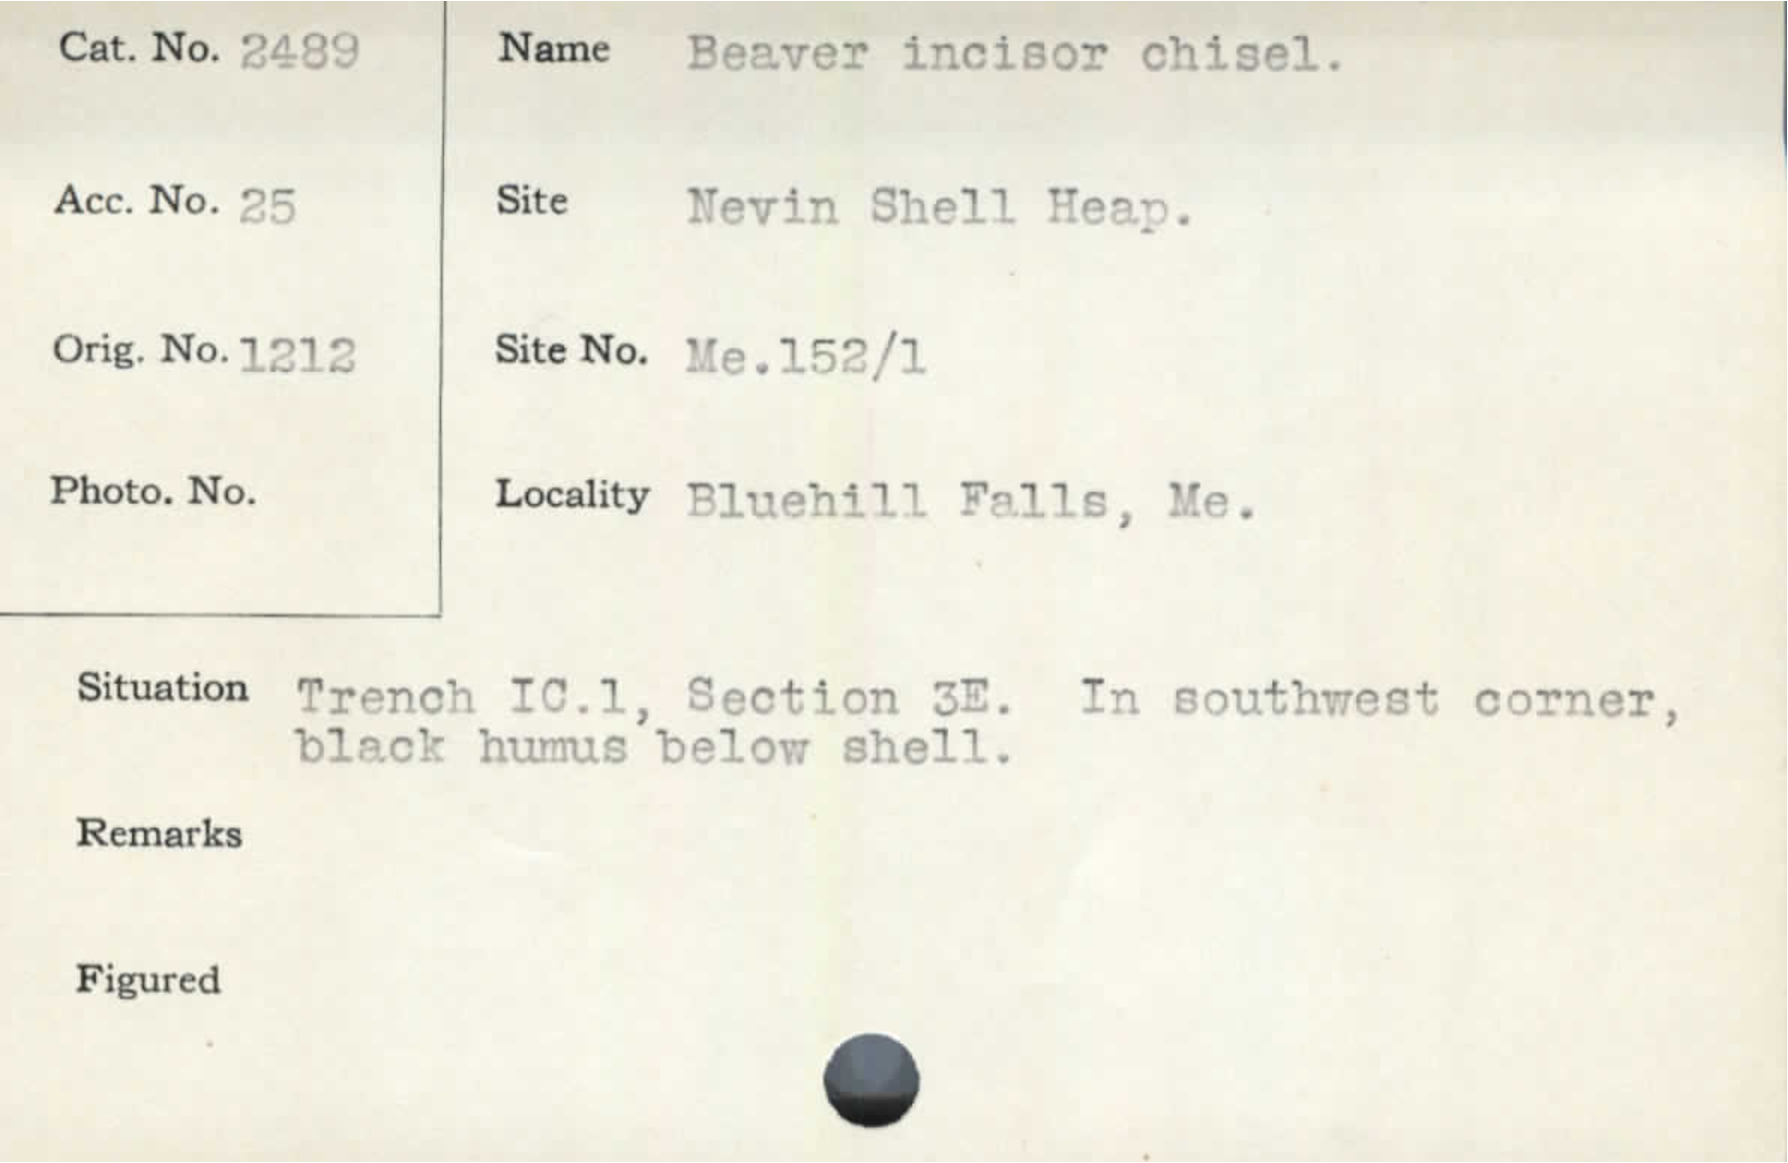 Cat. No. 2489
Name Beaver incisor chisel.
Acc. No. 25
Site Nevin Shell Heap.
Orig. No. 1212
Site No. Me.152/1
Photo. No.
Locality Bluehill Falls, Me.
Situation Trench IC.1, Section 3E. In southwest corner,
black humus below shell.
Remarks
Figured